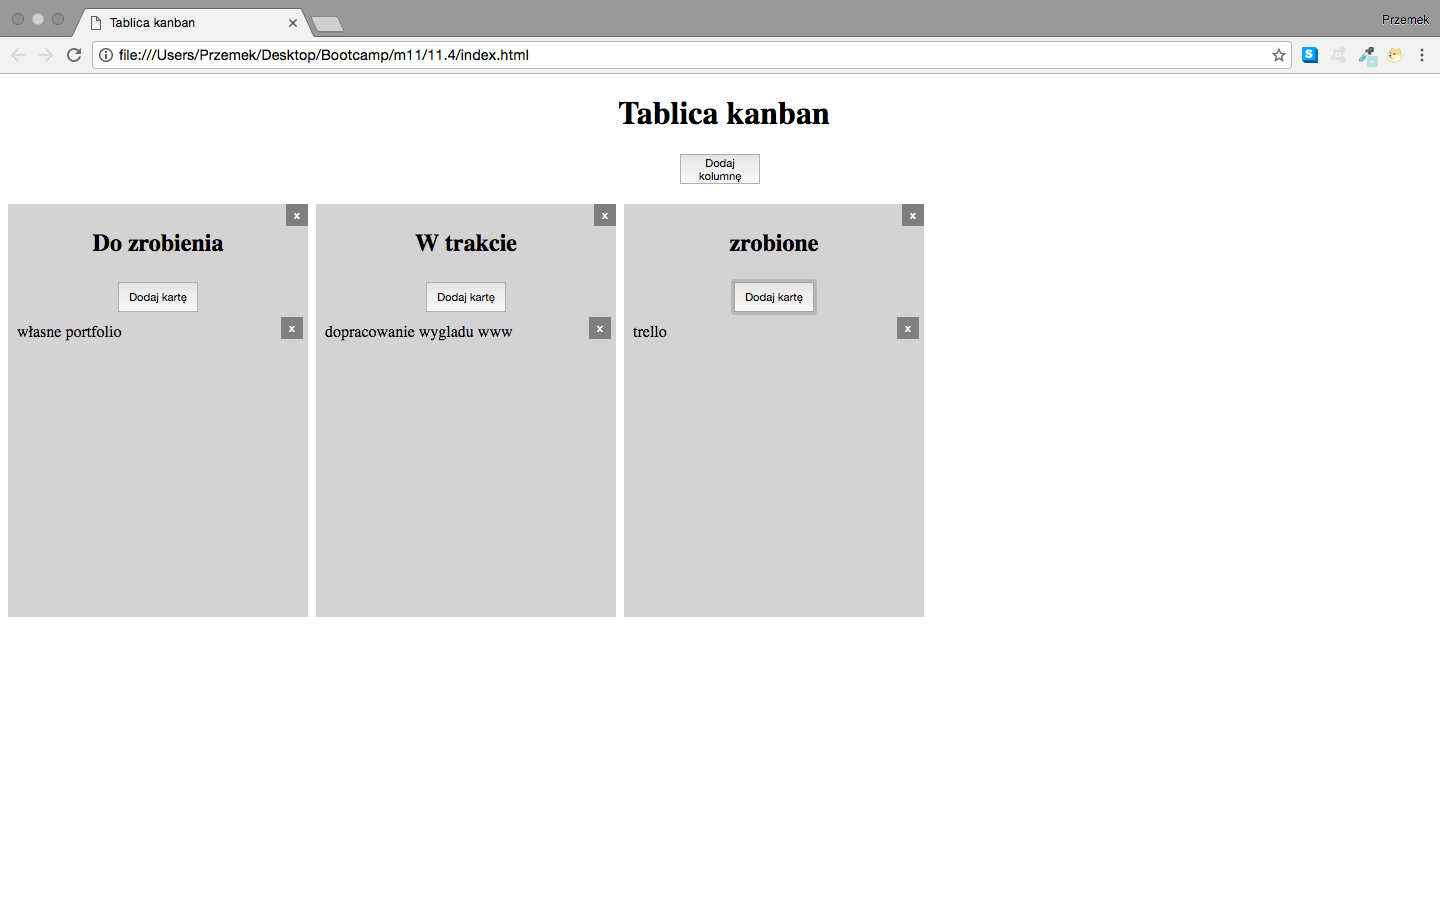 Tablica kanban
Przemek
file:///Users/Przemek/Desktop/Bootcamp/m11/11.4/index.html
S
Tablica kanban
Dodaj
kolumnę
x
Do zrobienia
Dodaj kartę
własne portfolio
x
x
W trakcie
Dodaj kartę
dopracowanie wygladu www
x
x
zrobione
Dodaj kartę
trello
x